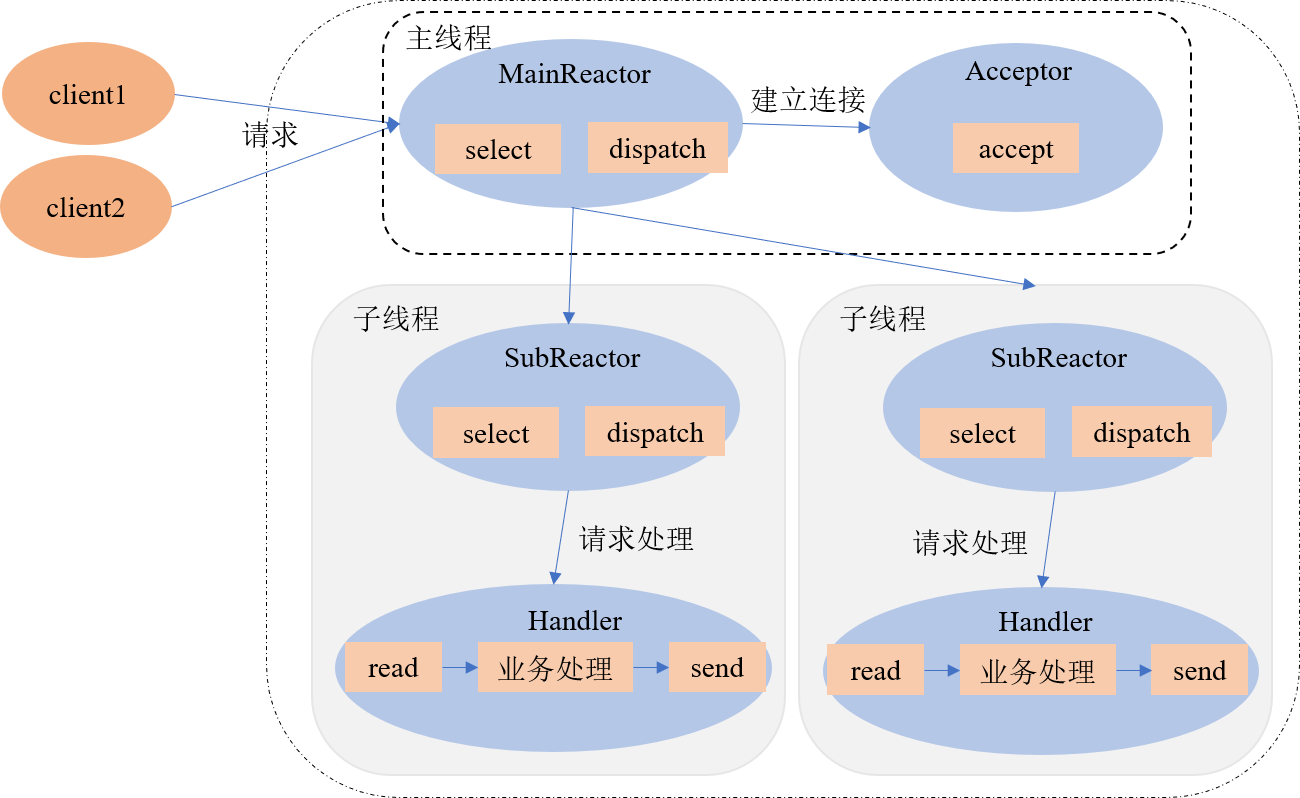 主线程
client1
client2
请求
MainReactor
select
dispatch
建立连接
Acceptor
accept
子线程
SubReactor
select
dispatch
请求处理
Handler
read
业务处理
send
子线程
SubReactor
select
dispatch
请求处理
Handler
read
业务处理
send